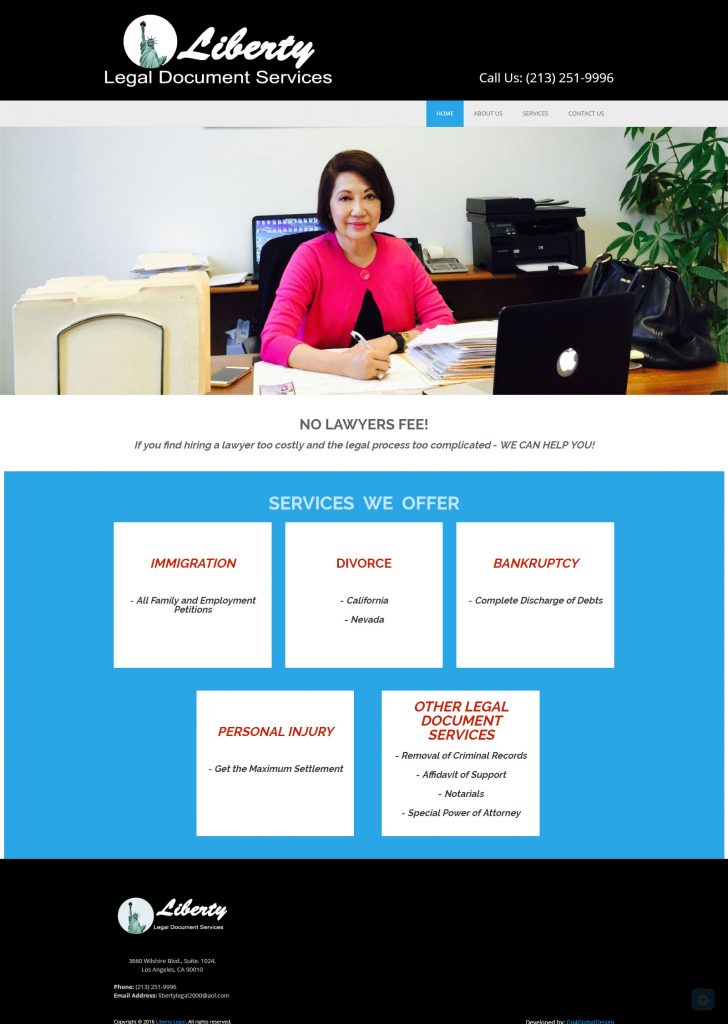 Liberty
Legal Document Services
Call Us: (213) 251-9996
HOME
ABOUT US
SERVICES
CONTACT US
NO LAWYERS FEE!
If you find hiring a lawyer too costly and the legal process too complicated - WE CAN HELP YOU!
SERVICES WE OFFER
IMMIGRATION
- All Family and Employment
Petitions
DIVORCE
- California
- Nevada
BANKRUPTCY
- Complete Discharge of Debts
PERSONAL INJURY
- Get the Maximum Settlement
OTHER LEGAL
DOCUMENT
SERVICES
- Removal of Criminal Records
- Affidavit of Support
- Notarials
- Special Power of Attorney
Liberty
Legal Document Services
3660 Wilshire Blvd., Suite. 1024,
Los Angeles, CA 90010
Phone: (213) 251-9996
Email Address: libertylegal2000@aol.com
Copyright © 2016 Liberty Legal. All rights reserved.
Developed by: Go4GlobalDesign